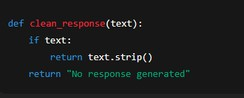 def clean_response(text):
    if text:
        return text.strip()
    return "No response generated"